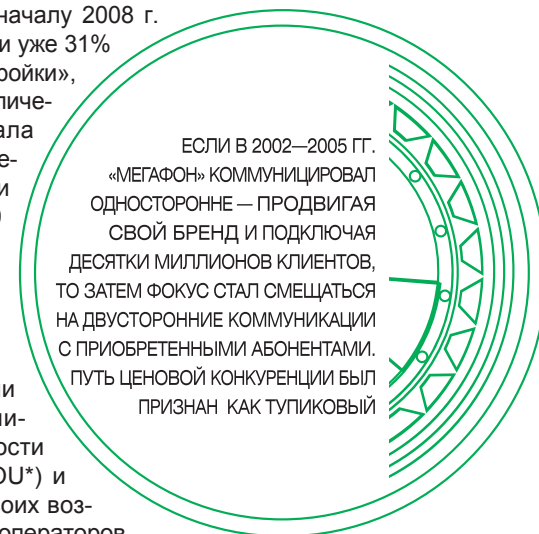 началу 2008 г.
и уже 31%
ройки»,
личе-
ала
е-
и
)
ЕСЛИ В 2002—2005 ГГ.
«МЕГАФОН» КОММУНИЦИРОВАЛ
ОДНОСТОРОННЕ — ПРОДВИГАЯ
СВОЙ БРЕНД И ПОДКЛЮЧАЯ
ДЕСЯТКИ МИЛЛИОНОВ КЛИЕНТОВ,
ТО ЗАТЕМ ФОКУС СТАЛ СМЕЩАТЬСЯ
НА ДВУСТОРОННИЕ КОММУНИКАЦИИ
С ПРИОБРЕТЕННЫМИ АБОНЕНТАМИ.
ПУТЬ ЦЕНОВОЙ КОНКУРЕНЦИИ БЫЛ
ПРИЗНАН КАК ТУПИКОВЫЙ
и
ли-
ости
OU*) и
оих воз-
операторов